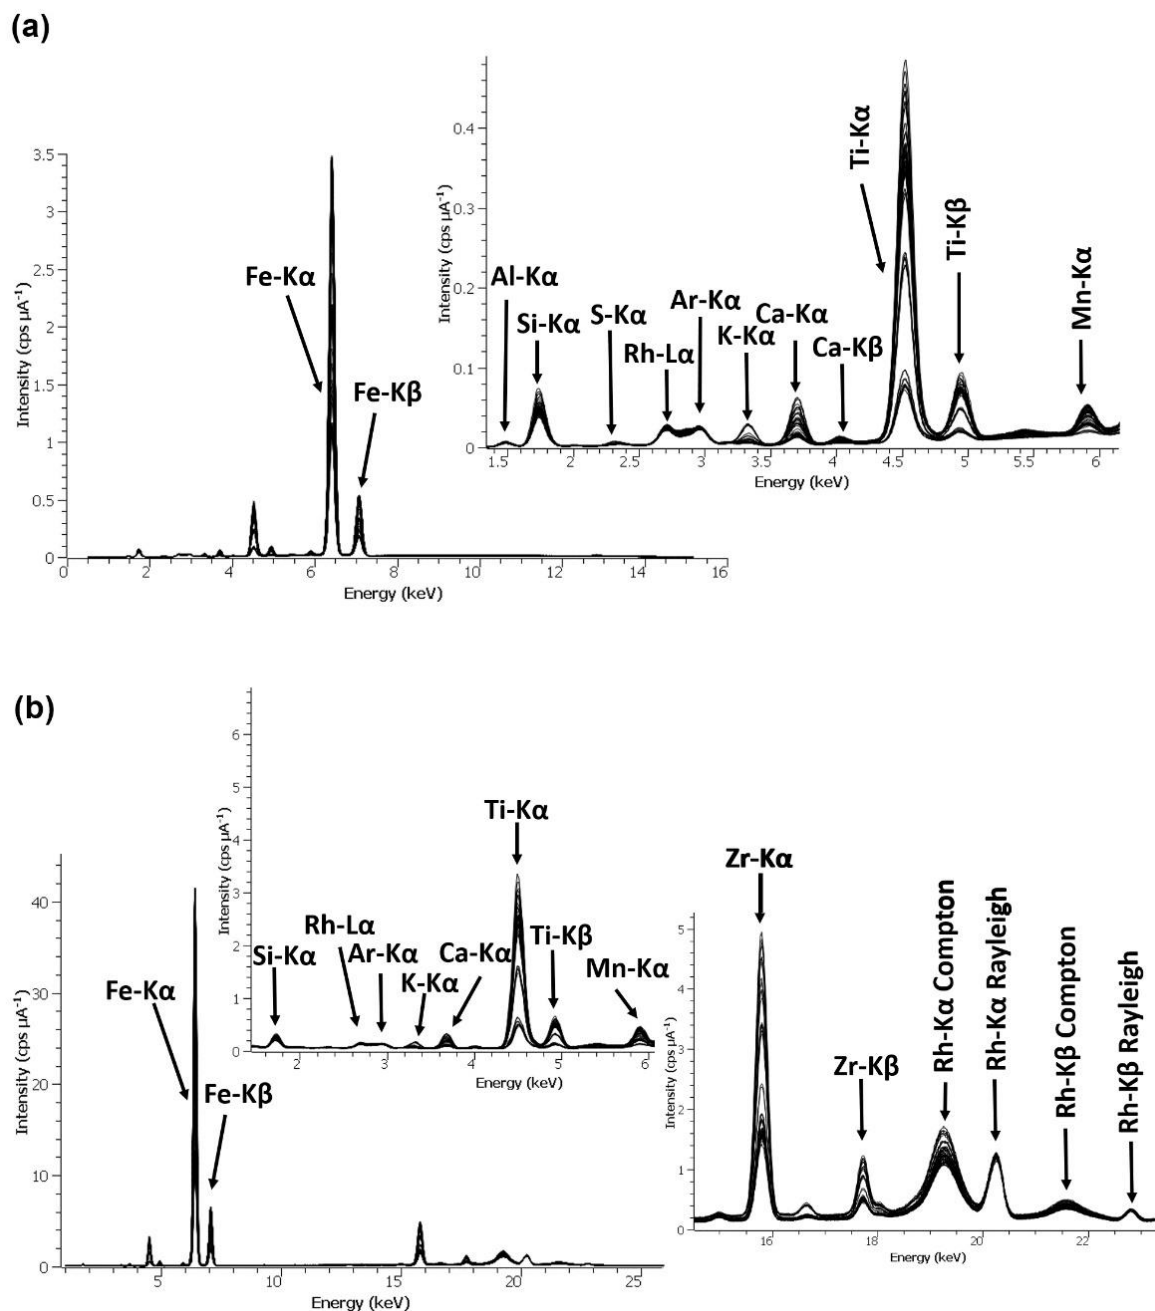 (a)
Intensity (cps μA⁻¹)
0.4
0.3
0.2
0.1
0
Ti-Kα
Ti-Kβ
Mn-Kα
Al-Kα
Si-Kα
S-Kα
Rh-Lα
Ar-Kα
K-Kα
Ca-Kα
Ca-Kβ
1.5 2 2.5 3 3.5 4 4.5 5 5.5 6
Energy (keV)
Intensity (cps μA⁻¹)
3.5
3
2.5
2
1.5
1
0.5
0
Fe-Kα
Fe-Kβ
0 2 4 6 8 10 12 14 16
Energy (keV)
(b)
Intensity (cps μA⁻¹)
6
5
4
3
2
1
0
Ti-Kα
Si-Kα
Rh-Lα
Ar-Kα
K-Kα
Ca-Kα
Ti-Kβ
Mn-Kα
2 3 4 5 6
Energy (keV)
Intensity (cps μA⁻¹)
40
30
20
10
0
Fe-Kα
Fe-Kβ
5 10 15 20 25
Energy (keV)
Intensity (cps μA⁻¹)
5
2
5
2
1
0
Zr-Kα
Zr-Kβ
Rh-Kα Compton
Rh-Kα Rayleigh
Rh-Kβ Compton
Rh-Kβ Rayleigh
16 18 20 22
Energy (keV)